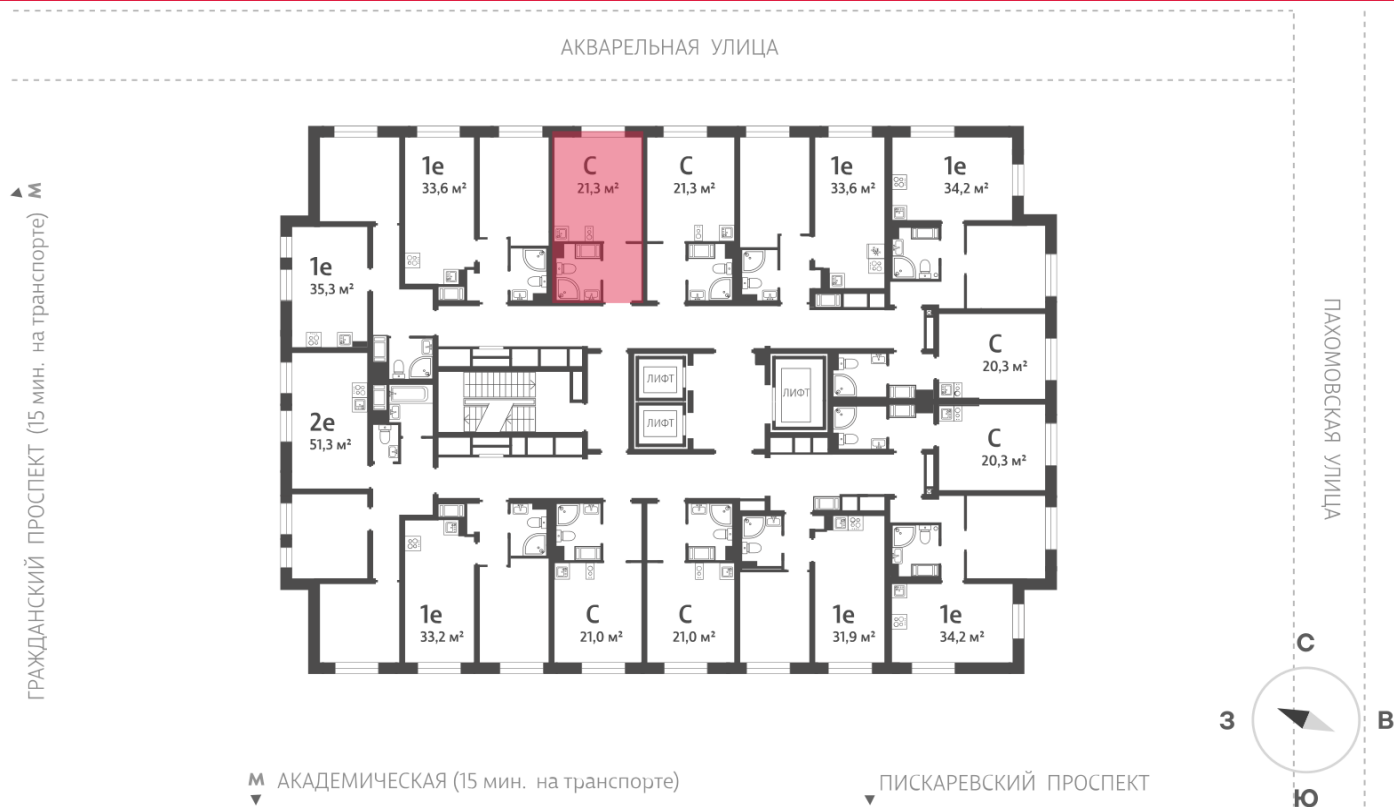 АКВАРЕЛЬНАЯ УЛИЦА
М
ГРАЖДАНСКИЙ ПРОСПЕКТ (15 мин. на транспорте)
1е
33,6 м²
С
21,3 м²
С
21,3 м²
1е
33,6 м²
1е
34,2 м²
1е
35,3 м²
С
20,3 м²
ЛИФТ
ЛИФТ
ЛИФТ
2е
51,3 м²
С
20,3 м²
1е
33,2 м²
С
21,0 м²
С
21,0 м²
1е
31,9 м²
1е
34,2 м²
ПАХОМОВСКАЯ УЛИЦА
С
З
В
Ю
М АКАДЕМИЧЕСКАЯ (15 мин. на транспорте)
ПИСКАРЕВСКИЙ ПРОСПЕКТ